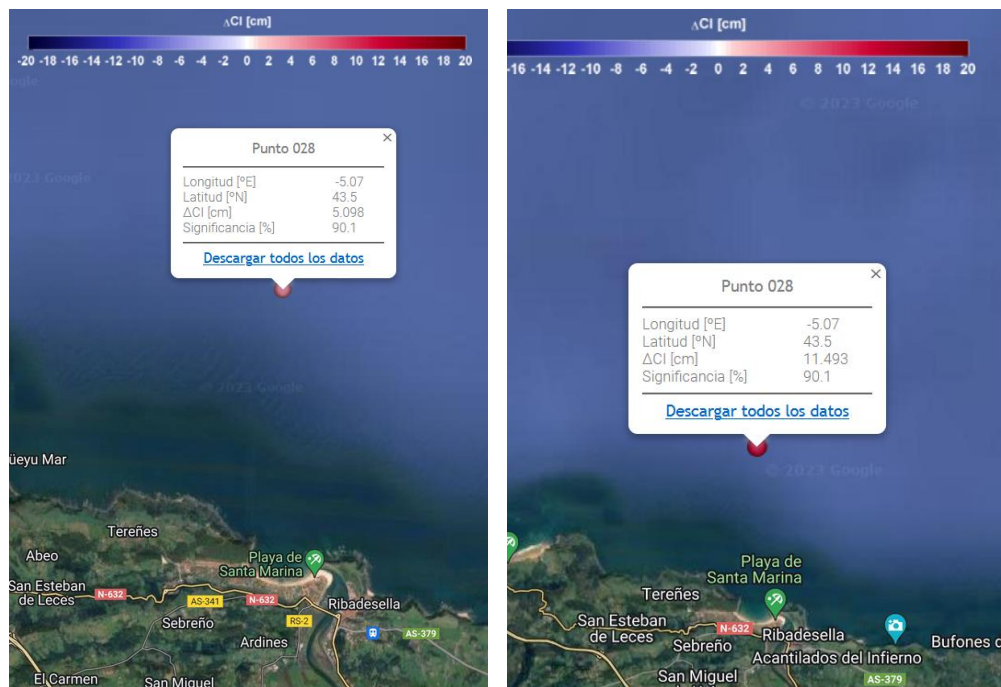 ΔCI [cm]
-20 -18 -16 -14 -12 -10 -8 -6 -4 -2 0 2 4 6 8 10 12 14 16 18 20
ogle
2023 Google
Punto 028
×
Longitud [ºE] -5.07
Latitud [ºN] 43.5
ΔCI [cm] 5.098
Significancia [%] 90.1
Descargar todos los datos
© 2023 Google
üeyu Mar
Tereñes
Abeo
Playa de
Santa Marina
San Esteban
de Leces
N-632
AS-341
N-632
Ribadesella
RS-2
Sebreño
AS-379
Ardines
El Carmen
San Miguel
ΔCI [cm]
-16 -14 -12 -10 -8 -6 -4 -2 0 2 4 6 8 10 12 14 16 18 20
© 2023 Google
Punto 028
×
Longitud [ºE] -5.07
Latitud [ºN] 43.5
ΔCI [cm] 11.493
Significancia [%] 90.1
Descargar todos los datos
© 2023 Google
Playa de
Santa Marina
Tereñes
San Esteban
de Leces
N-632
Ribadesella
Sebreño
Bufones d
Acantilados del Infierno
San Miguel
AS-379